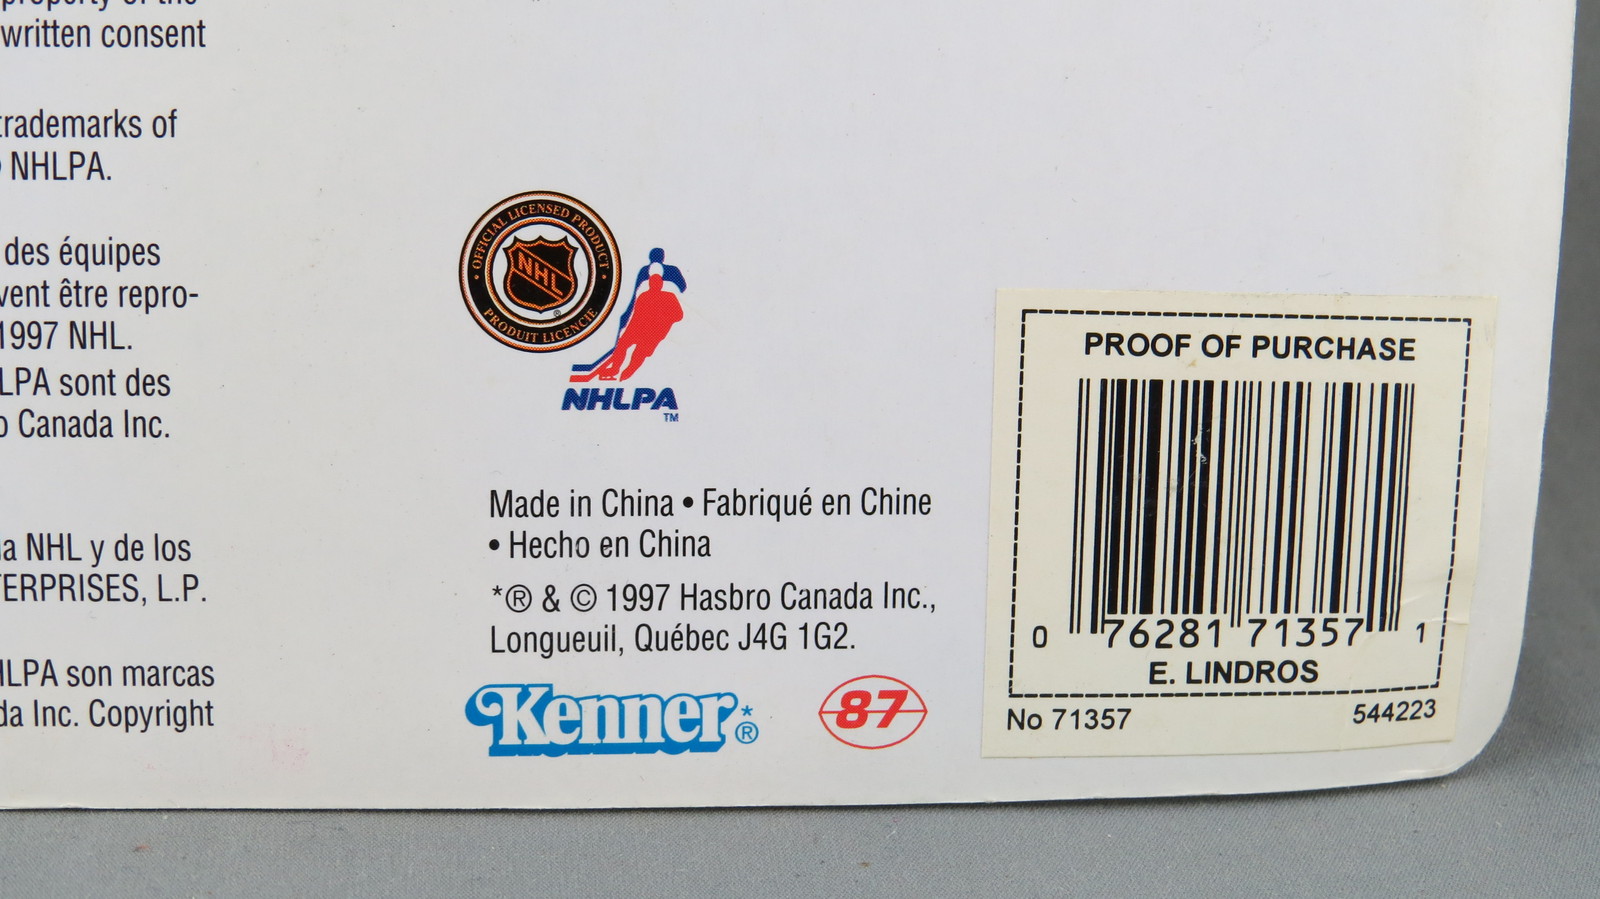 written consent
trademarks of
NHLPA.
des équipes
vent être repro-
1997 NHL.
LPA sont des
Canada Inc.
NHL y de los
ERPRISES, L.P.
HLPA son marcas
da Inc. Copyright
OFFICIAL LICENSED PRODUCT
NHL
®
PRODUIT LICENCIE
NHLPA
TM
Made in China • Fabriqué en Chine
• Hecho en China
*® & © 1997 Hasbro Canada Inc.,
Longueuil, Québec J4G 1G2.
Kenner*®
87
PROOF OF PURCHASE
0 76281 71357 1
E. LINDROS
No 71357 544223